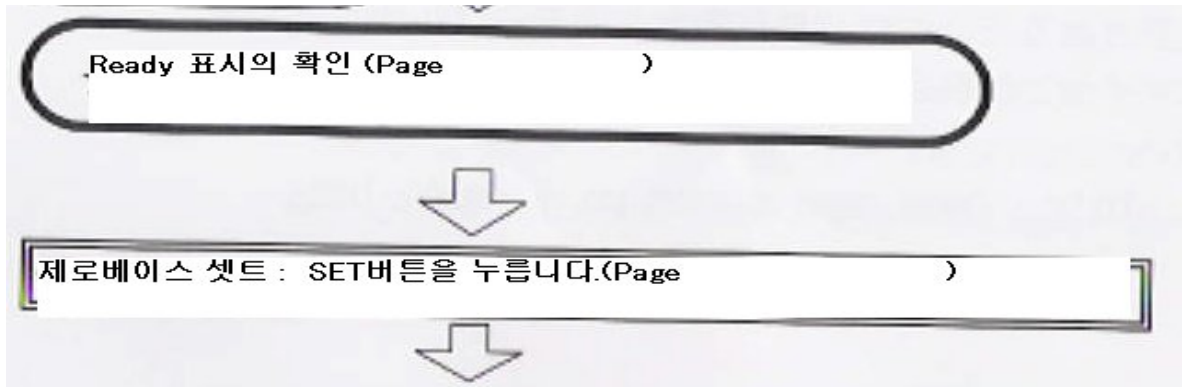 Ready 표시의 확인 (Page )
제로베이스 셋트 : SET버튼을 누릅니다.(Page )